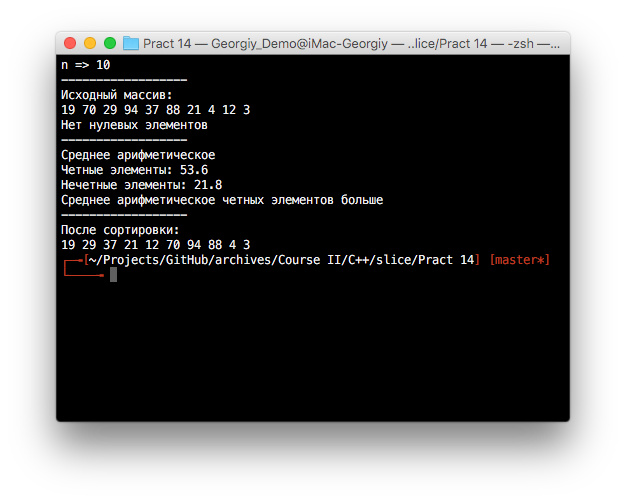 Pract 14 — Georgiy_Demo@iMac-Georgiy — ..lice/Pract 14 — -zsh —...
n => 10
------------------
Исходный массив:
19 70 29 94 37 88 21 4 12 3
Нет нулевых элементов
------------------
Среднее арифметическое
Четные элементы: 53.6
Нечетные элементы: 21.8
Среднее арифметическое четных элементов больше
------------------
После сортировки:
19 29 37 21 12 70 94 88 4 3
[~/Projects/GitHub/archives/Course II/C++/slice/Pract 14] [master*]